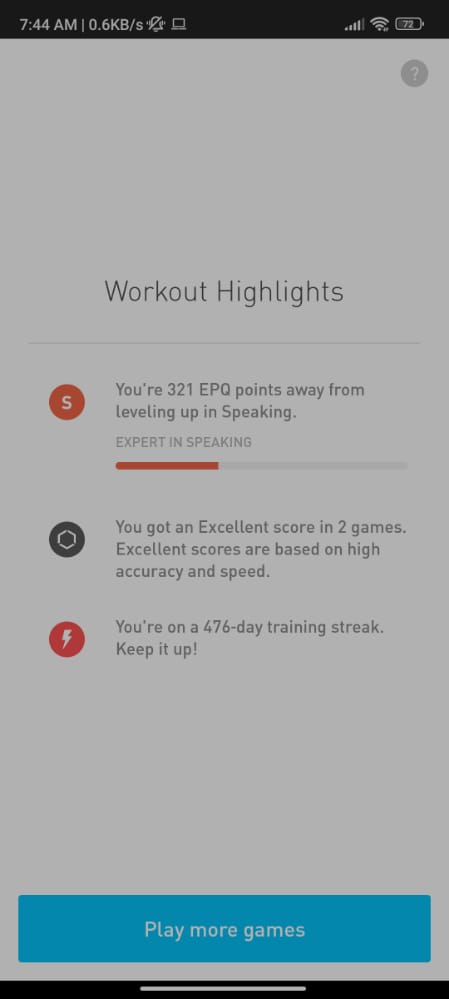 7:44 AM | 0.6KB/s
72
?
Workout Highlights
S
You're 321 EPQ points away from
leveling up in Speaking.
EXPERT IN SPEAKING
You got an Excellent score in 2 games.
Excellent scores are based on high
accuracy and speed.
You're on a 476-day training streak.
Keep it up!
Play more games